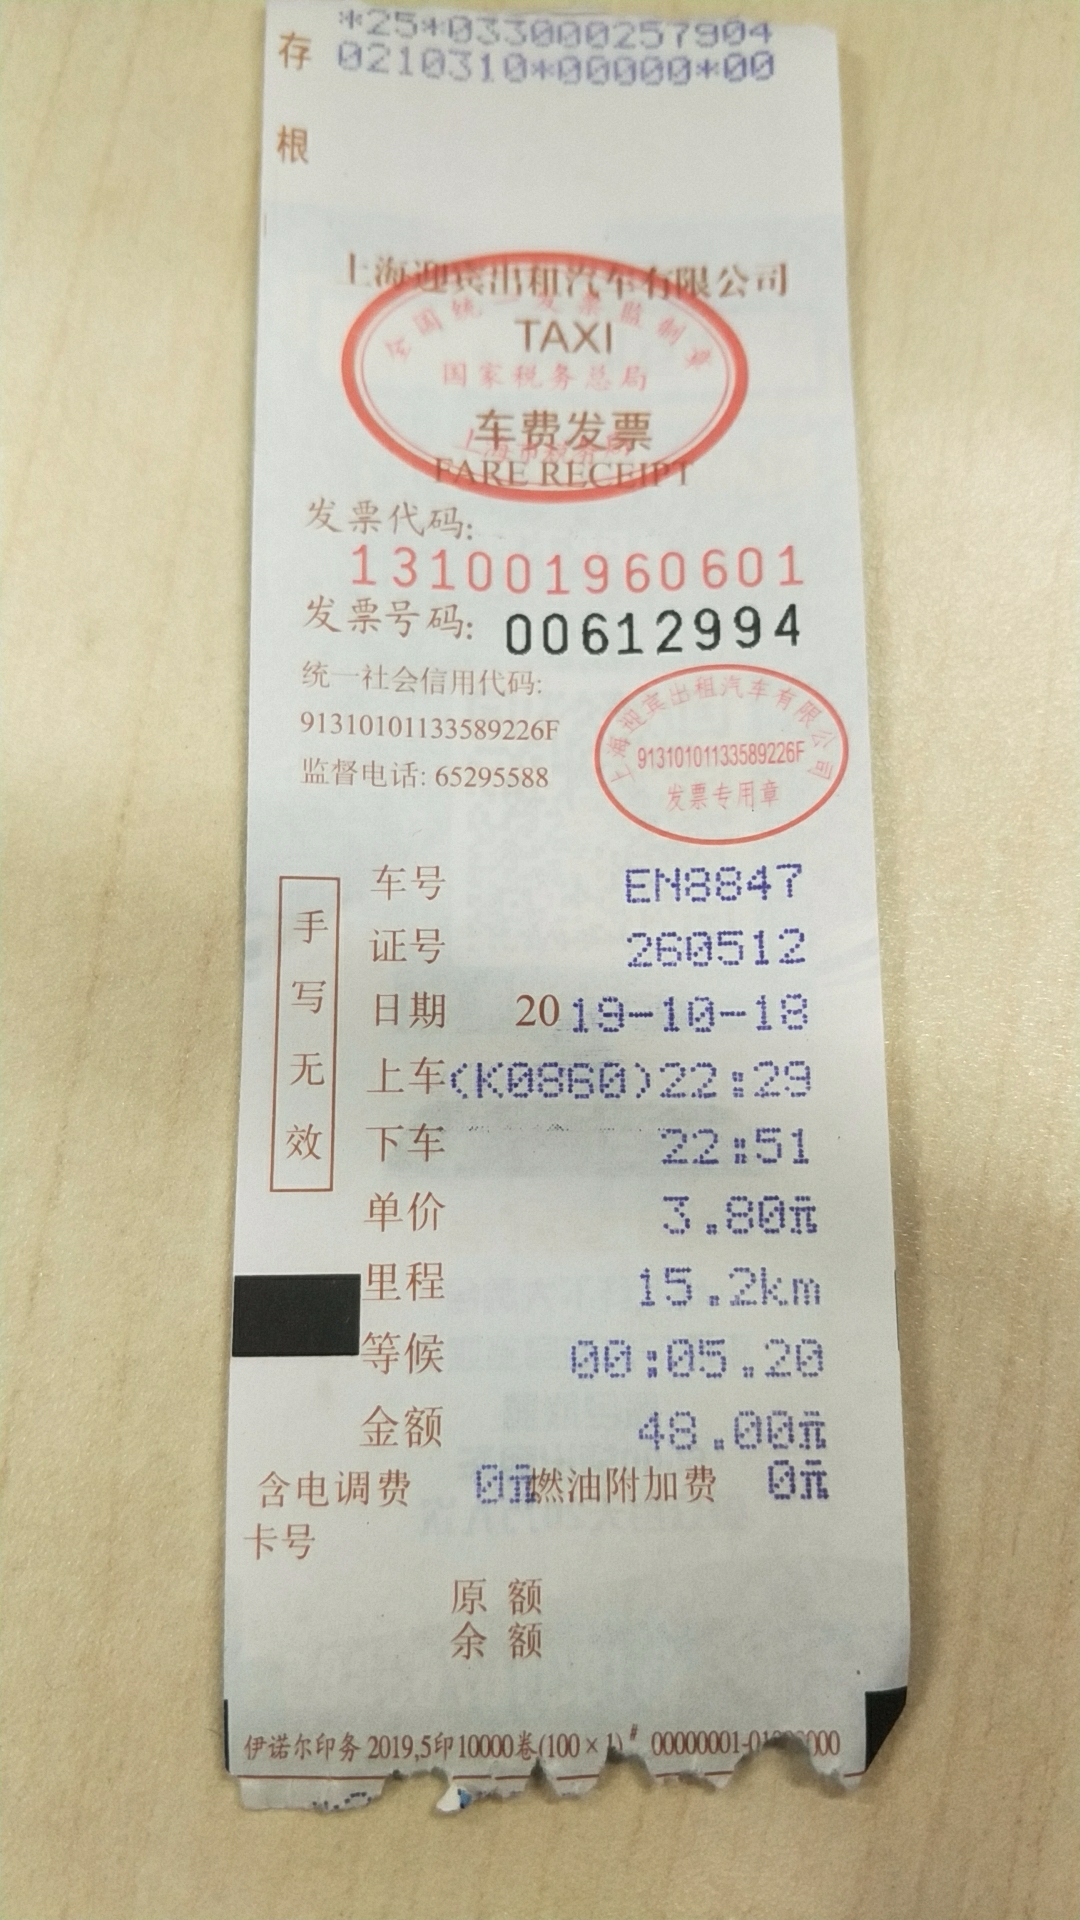 *25*033000257904
存 0210310*00000*00
根
上海迎宾出租汽车有限公司
全国统一发票监制章
TAXI
国家税务总局
车费发票
上海市税务局
FARE RECEIPT
发票代码:
131001960601
发票号码: 00612994
统一社会信用代码:
91310101133589226F
监督电话: 65295588
上海迎宾出租汽车有限公司
91310101133589226F
发票专用章
手写无效
车号 EN8847
证号 260512
日期 2019-10-18
上车(K0860)22:29
下车 22:51
单价 3.80元
里程 15.2km
等候 00:05.20
金额 48.00元
含电调费 0元燃油附加费 0元
卡号
原 额
余 额
伊诺尔印务 2019,5印10000卷(100×1)# 00000001-01